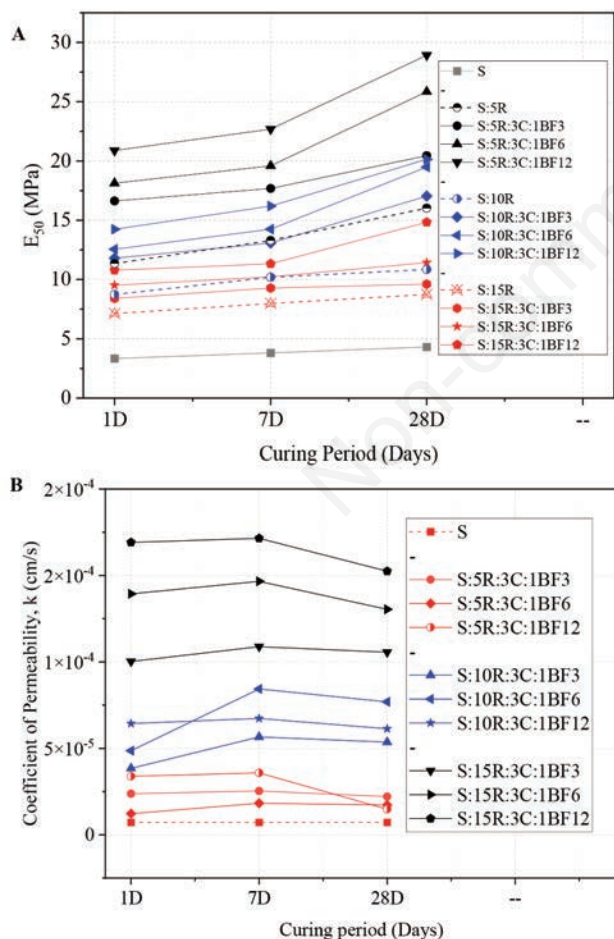 A
30
25
20
15
10
5
0
E50 (MPa)
1D 7D 28D --
Curing Period (Days)
S
-
S:5R
S:5R:3C:1BF3
S:5R:3C:1BF6
S:5R:3C:1BF12
-
S:10R
S:10R:3C:1BF3
S:10R:3C:1BF6
S:10R:3C:1BF12
-
S:15R
S:15R:3C:1BF3
S:15R:3C:1BF6
S:15R:3C:1BF12
B
2×10-4
2×10-4
1×10-4
5×10-5
0
Coefficient of Permeability, k (cm/s)
1D 7D 28D --
Curing period (Days)
S
-
S:5R:3C:1BF3
S:5R:3C:1BF6
S:5R:3C:1BF12
-
S:10R:3C:1BF3
S:10R:3C:1BF6
S:10R:3C:1BF12
-
S:15R:3C:1BF3
S:15R:3C:1BF6
S:15R:3C:1BF12